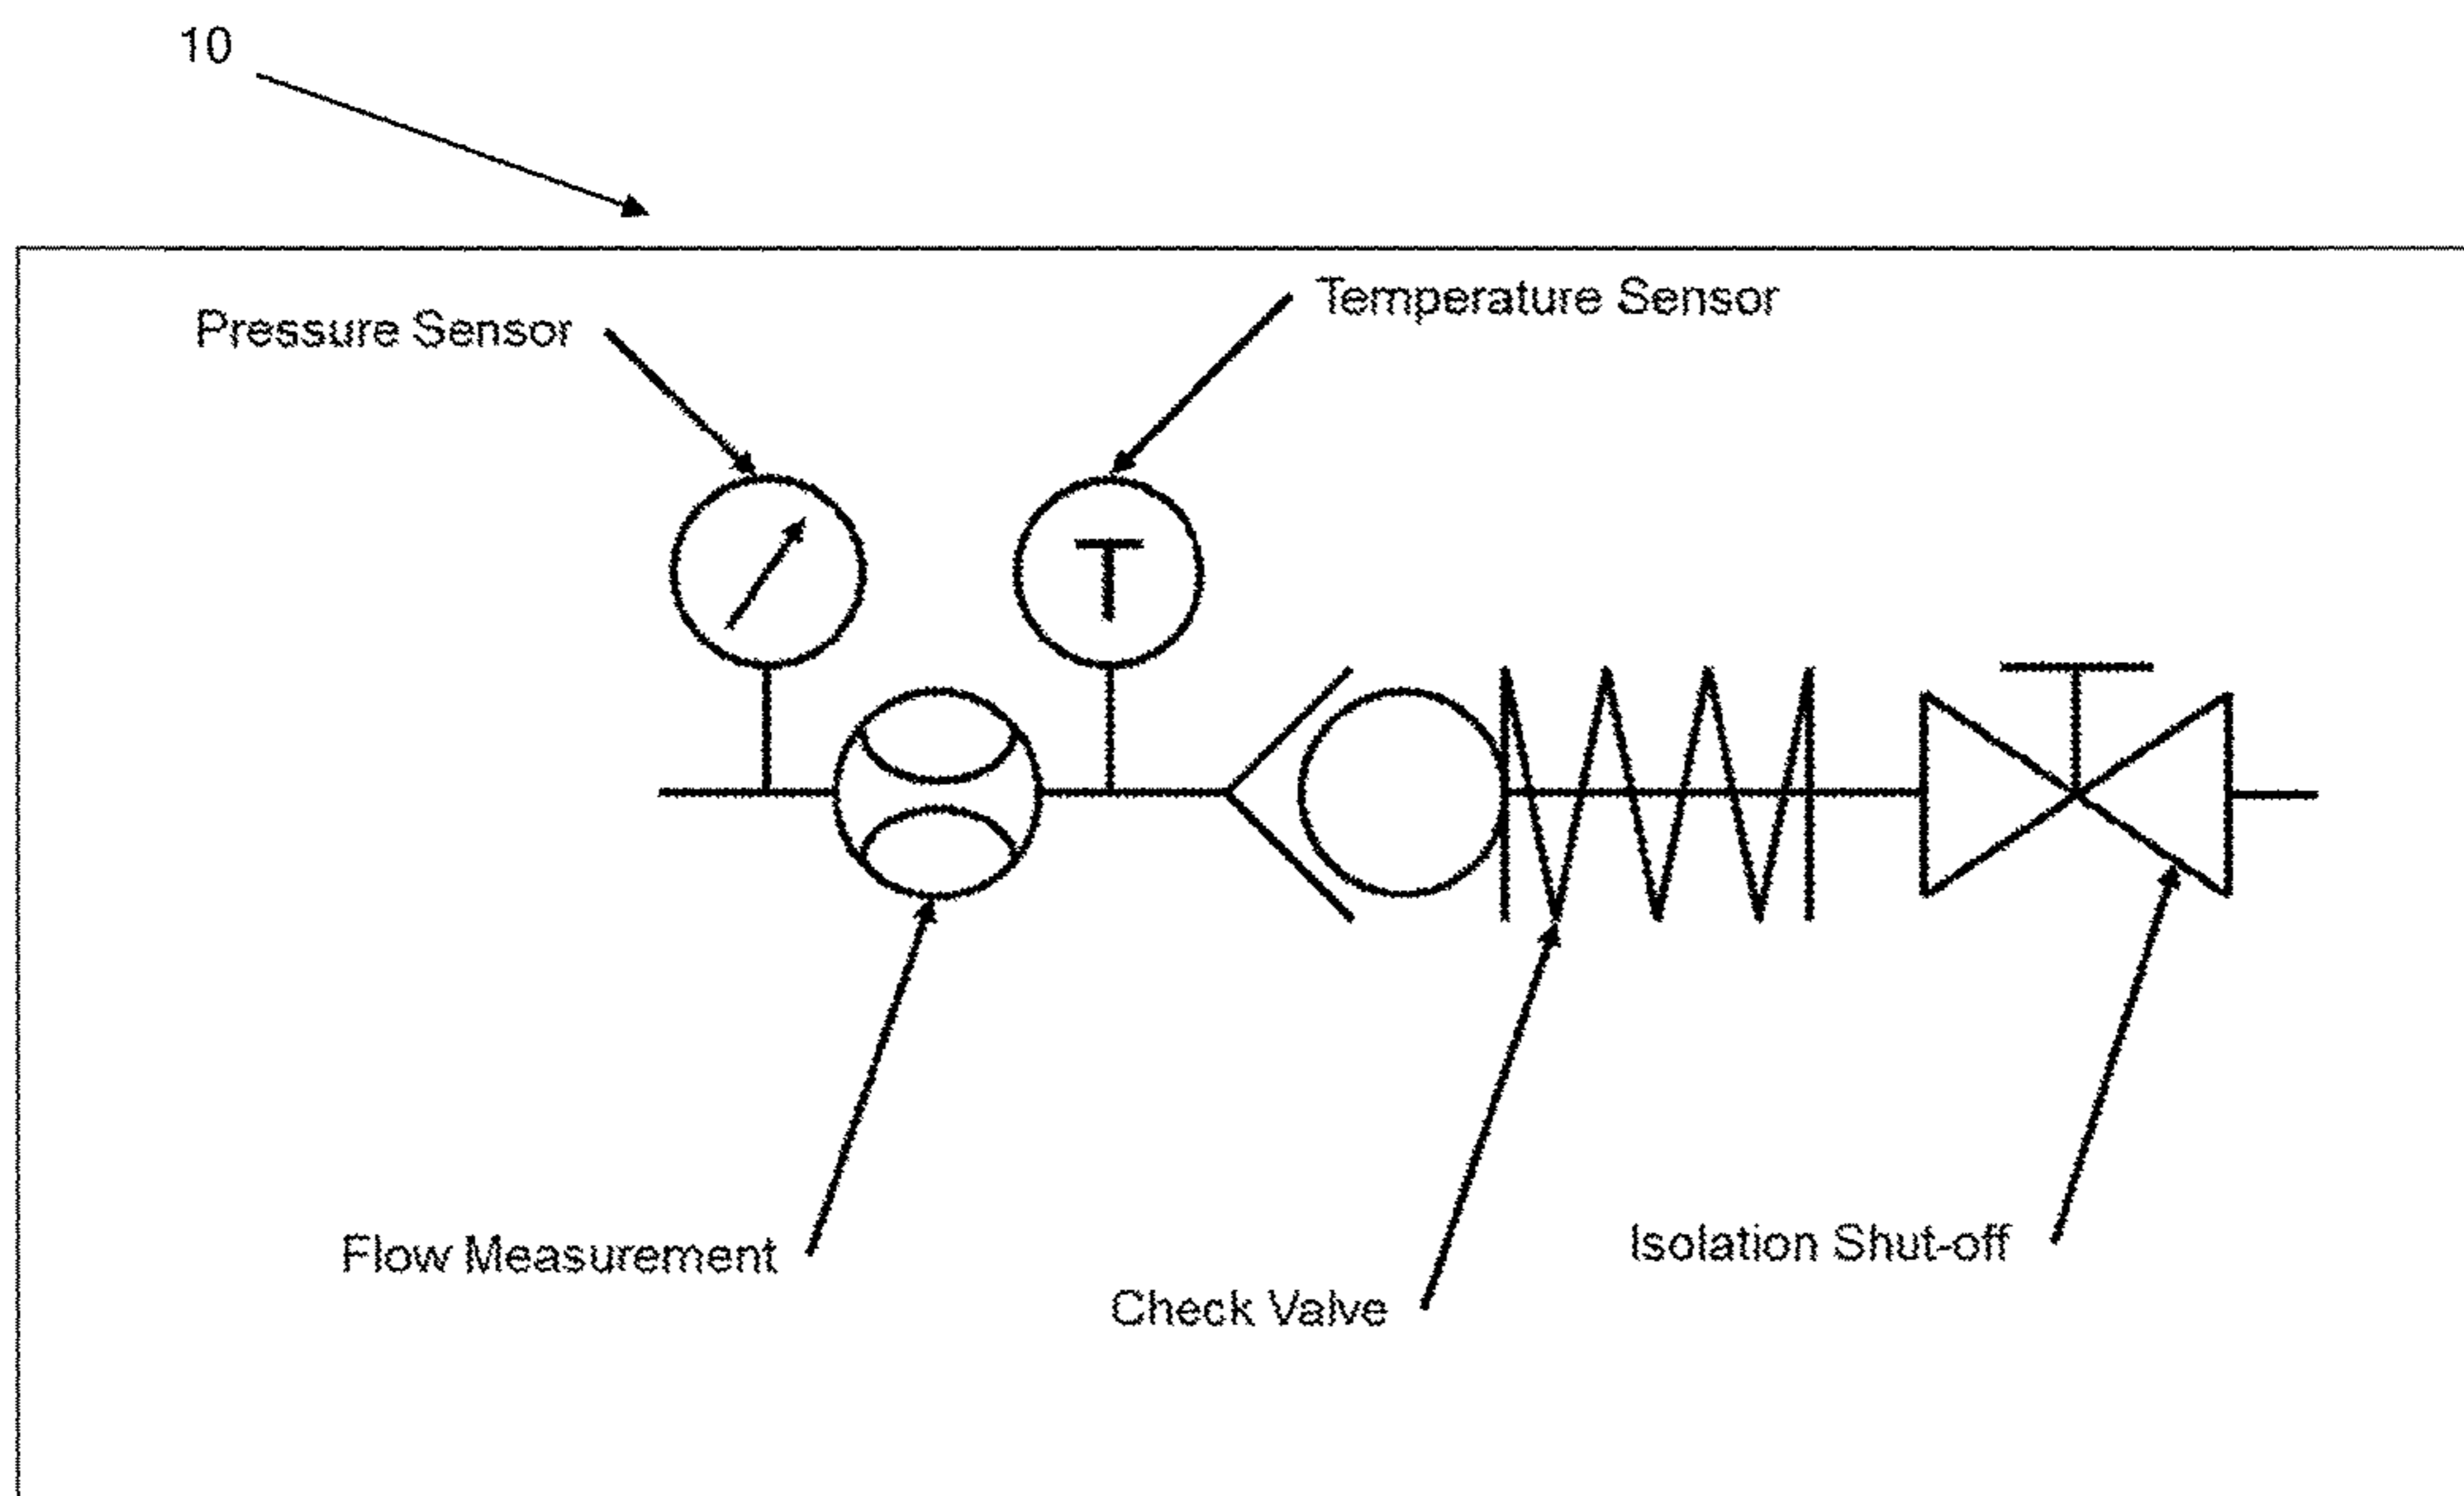 10
Pressure Sensor
Temperature Sensor
T
Flow Measurement
Check Valve
Isolation Shut-off